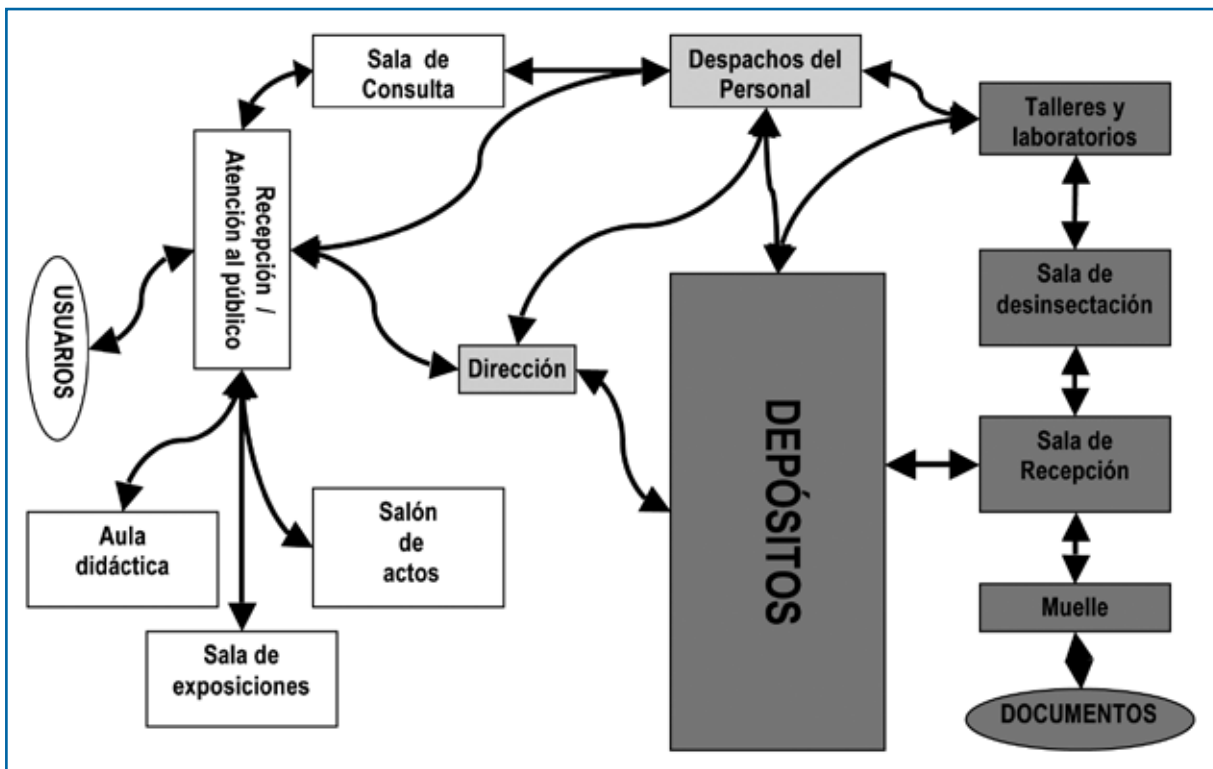 Sala de
Consulta
Despachos del
Personal
Talleres y
laboratorios
Recepción /
Atención al público
USUARIOS
Sala de
desinsectación
Dirección
DEPÓSITOS
Sala de
Recepción
Aula
didáctica
Salón
de
actos
Muelle
Sala de
exposiciones
DOCUMENTOS